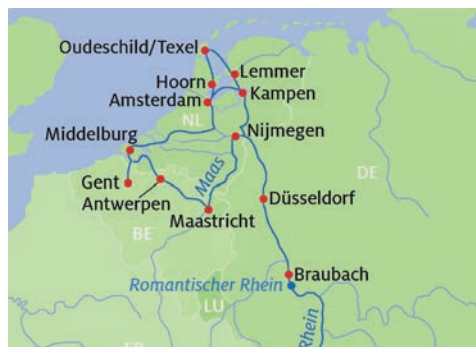 Oudeschild/Texel
Lemmer
Hoorn
Kampen
Amsterdam
NL
Middelburg
Nijmegen
Maas
DE
Gent
Antwerpen
Düsseldorf
Maastricht
BE
Braubach
Romantischer Rhein
LU
Rhein
FR